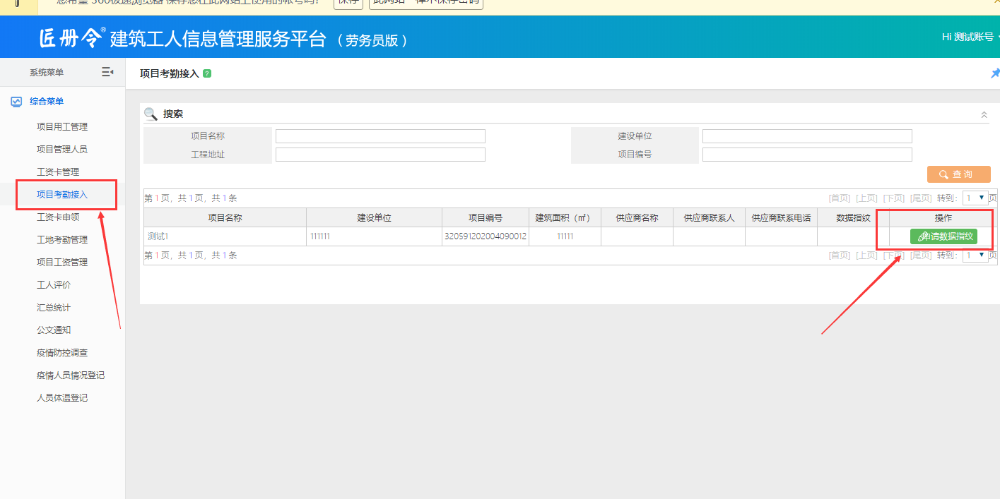 您希望 360极速浏览器 保存您在此网站上使用的帐号吗? 保存 此网站一律不保存密码
匠册令® 建筑工人信息管理服务平台 （劳务员版）
Hi 测试账号
系统菜单
项目考勤接入 ?
综合菜单
项目用工管理
项目管理人员
工资卡管理
项目考勤接入
工资卡申领
工地考勤管理
项目工资管理
工人评价
汇总统计
公文通知
疫情防控调查
疫情人员情况登记
人员体温登记
搜索
项目名称 建设单位
工程地址 项目编号
查 询
第 1 页，共 1 页，共 1 条 [首页] [上页] [下页] [尾页] 转到： 1 页
项目名称 建设单位 项目编号 建筑面积（㎡） 供应商名称 供应商联系人 供应商联系电话 数据指纹 操作
测试1 111111 320591202004090012 11111 申请数据指纹
第 1 页，共 1 页，共 1 条 [首页] [上页] [下页] [尾页] 转到： 1 页